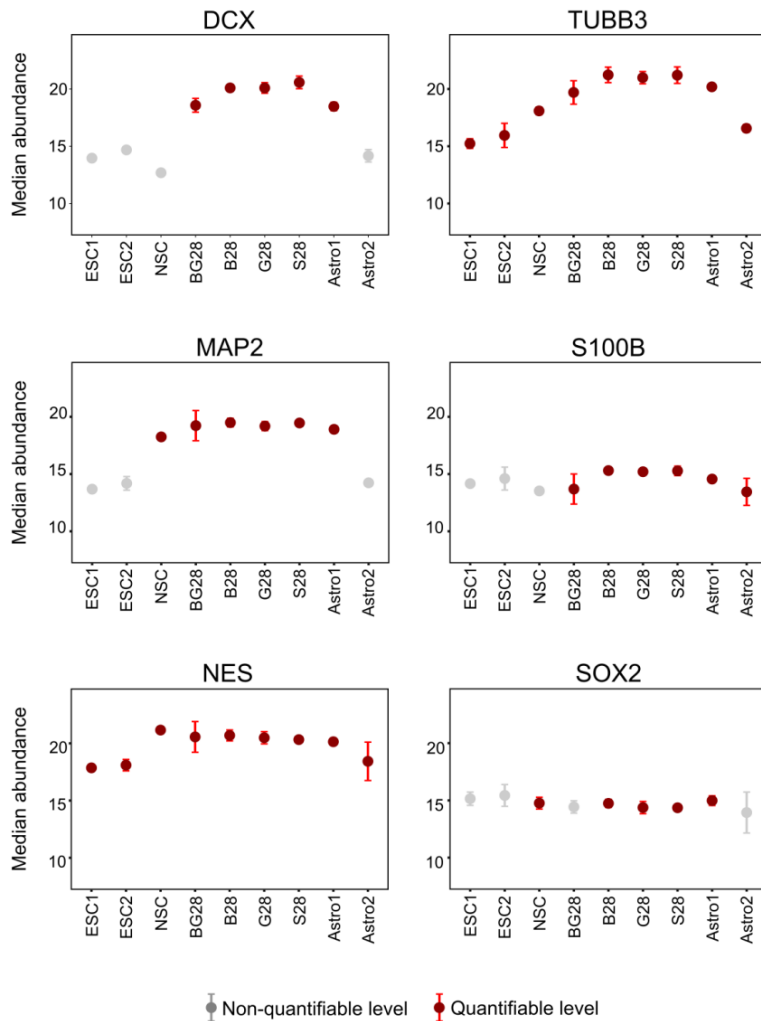 DCX
TUBB3
Median abundance
20
15
10
20
15
10
ESC1
ESC2
NSC
BG28
B28
G28
S28
Astro1
Astro2
ESC1
ESC2
NSC
BG28
B28
G28
S28
Astro1
Astro2
MAP2
S100B
Median abundance
20
15
10
20
15
10
ESC1
ESC2
NSC
BG28
B28
G28
S28
Astro1
Astro2
ESC1
ESC2
NSC
BG28
B28
G28
S28
Astro1
Astro2
NES
SOX2
Median abundance
20
15
10
20
15
10
ESC1
ESC2
NSC
BG28
B28
G28
S28
Astro1
Astro2
ESC1
ESC2
NSC
BG28
B28
G28
S28
Astro1
Astro2
Non-quantifiable level
Quantifiable level